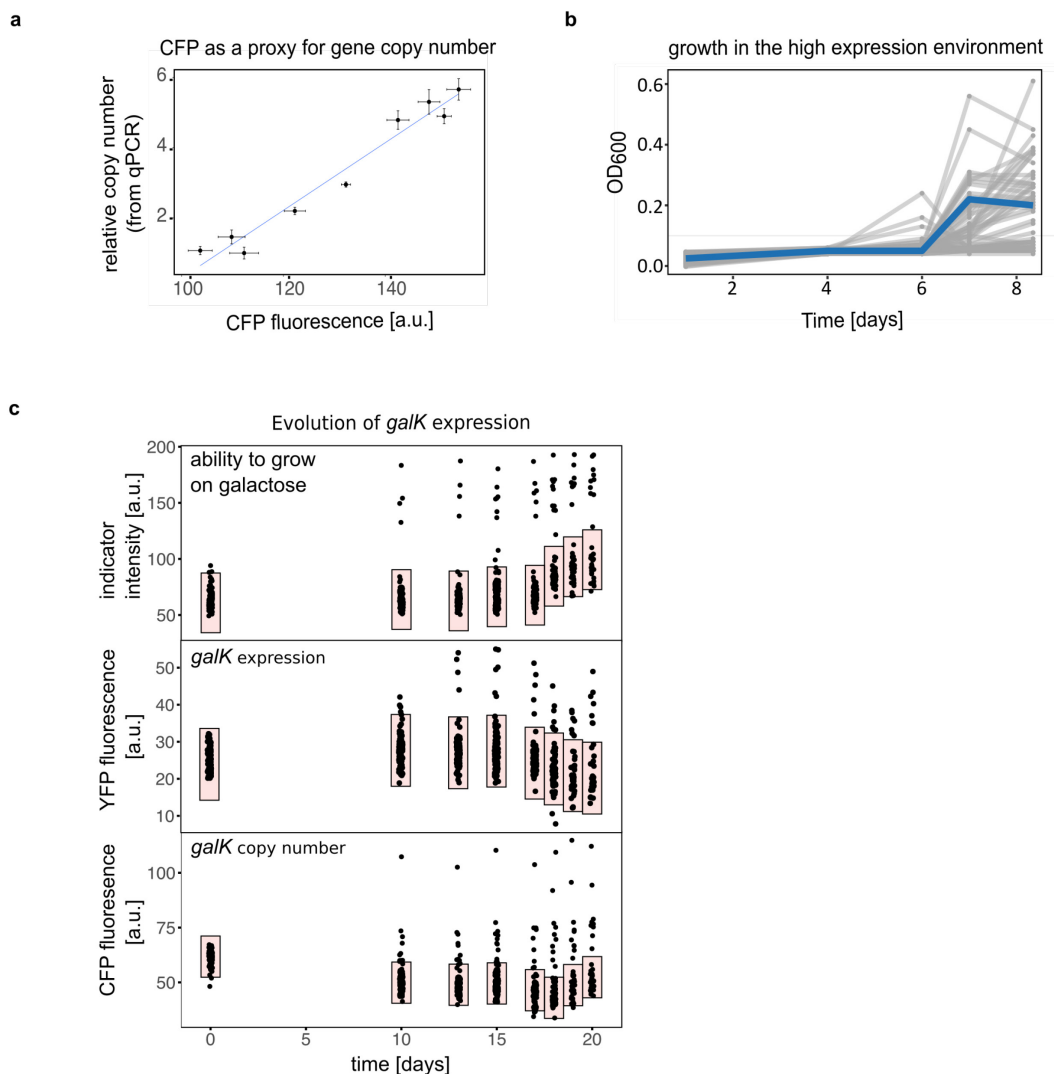 a
CFP as a proxy for gene copy number
relative copy number
(from qPCR)
6
4
2
100
120
140
CFP fluorescence [a.u.]
b
growth in the high expression environment
OD600
0.6
0.4
0.2
0.0
2
4
6
8
Time [days]
c
Evolution of galK expression
ability to grow
on galactose
indicator
intensity [a.u.]
200
150
100
50
galK expression
YFP fluorescence
[a.u.]
50
40
30
20
10
galK copy number
CFP fluoresence
[a.u.]
100
75
50
0
5
10
15
20
time [days]